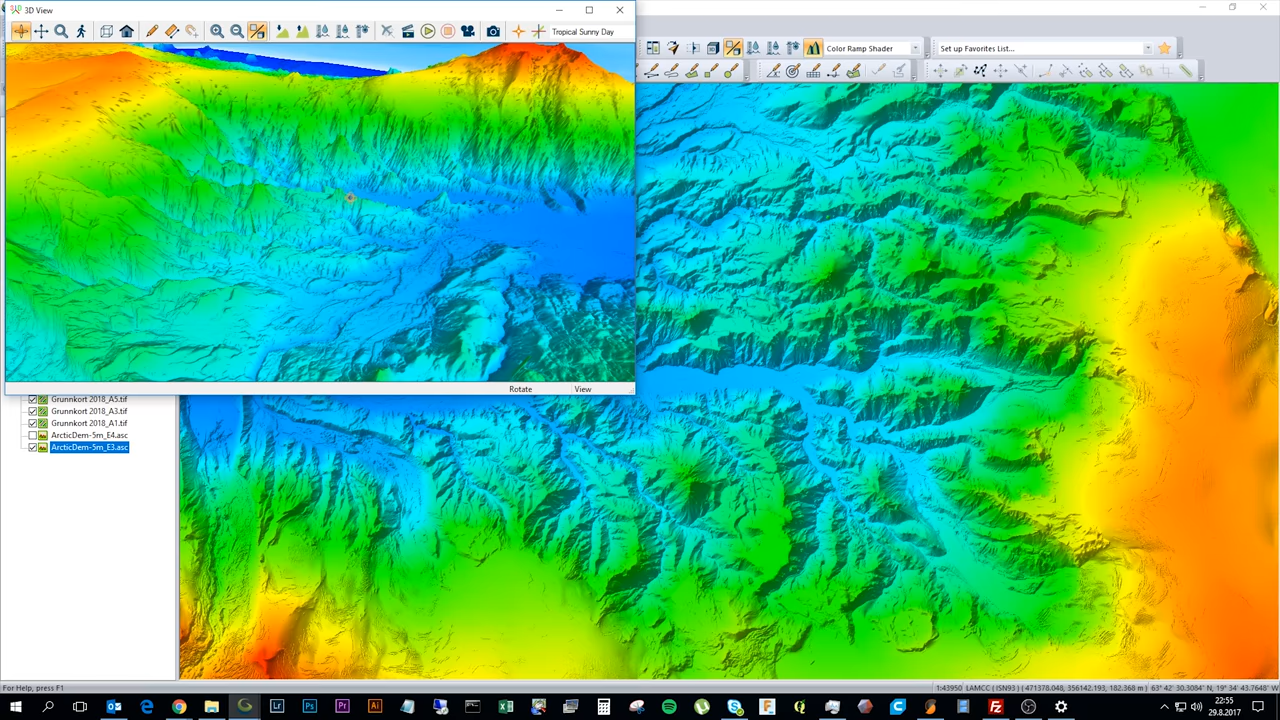 3D View
Tropical Sunny Day
Color Ramp Shader
Set up Favorites List...
Rotate
View
Grunnkort 2018_A5.tif
Grunnkort 2018_A3.tif
Grunnkort 2018_A1.tif
ArcticDem-5m_E4.asc
ArcticDem-5m_E3.asc
For Help, press F1
1:43950 LAMCC ( ISN93 ) ( 471378.048, 356142.193, 182.368 m ) 63° 42' 30.3084" N, 19° 34' 43.7648" W
22:55
29.8.2017